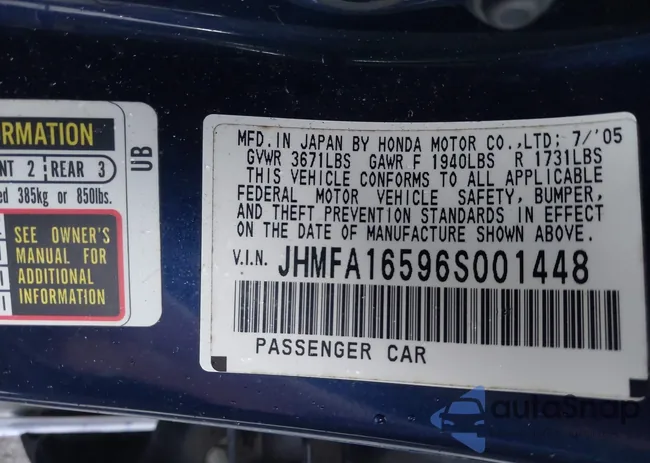 RMATION
NT 2 REAR 3
d 385kg or 850lbs.
SEE OWNER'S
MANUAL FOR
ADDITIONAL
INFORMATION
UB
MFD.IN JAPAN BY HONDA MOTOR CO.,LTD; 7/'05
GVWR 3671LBS GAWR F 1940LBS R 1731LBS
THIS VEHICLE CONFORMS TO ALL APPLICABLE
FEDERAL MOTOR VEHICLE SAFETY, BUMPER,
AND THEFT PREVENTION STANDARDS IN EFFECT
ON THE DATE OF MANUFACTURE SHOWN ABOVE.
V.I.N. JHMFA16596S001448
PASSENGER CAR
autoSnap